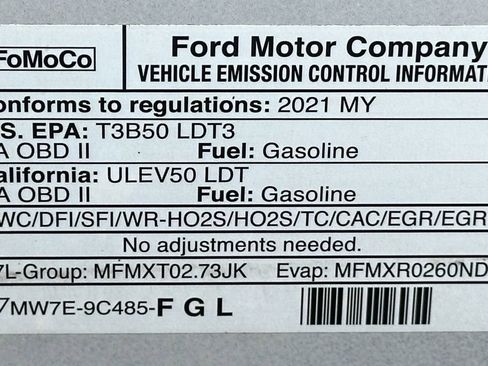 FoMoCo
Ford Motor Company
VEHICLE EMISSION CONTROL INFORMAT
onforms to regulations: 2021 MY
S. EPA: T3B50 LDT3
A OBD II Fuel: Gasoline
alifornia: ULEV50 LDT
A OBD II Fuel: Gasoline
WC/DFI/SFI/WR-HO2S/HO2S/TC/CAC/EGR/EGR
No adjustments needed.
7L-Group: MFMXT02.73JK Evap: MFMXR0260ND
7MW7E-9C485-F G L